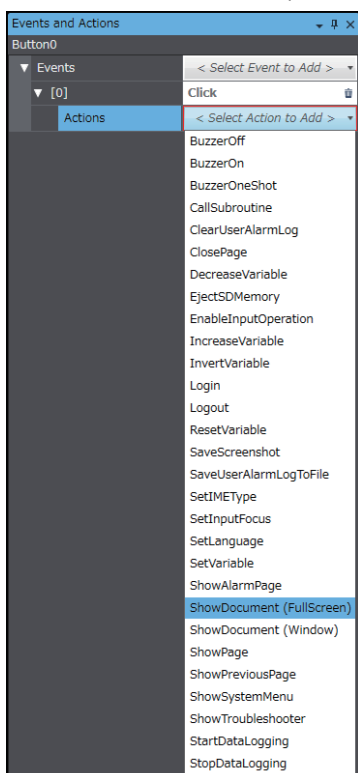 Events and Actions
Button0
Events < Select Event to Add >
[0] Click
Actions < Select Action to Add >
BuzzerOff
BuzzerOn
BuzzerOneShot
CallSubroutine
ClearUserAlarmLog
ClosePage
DecreaseVariable
EjectSDMemory
EnableInputOperation
IncreaseVariable
InvertVariable
Login
Logout
ResetVariable
SaveScreenshot
SaveUserAlarmLogToFile
SetIMEType
SetInputFocus
SetLanguage
SetVariable
ShowAlarmPage
ShowDocument (FullScreen)
ShowDocument (Window)
ShowPage
ShowPreviousPage
ShowSystemMenu
ShowTroubleshooter
StartDataLogging
StopDataLogging